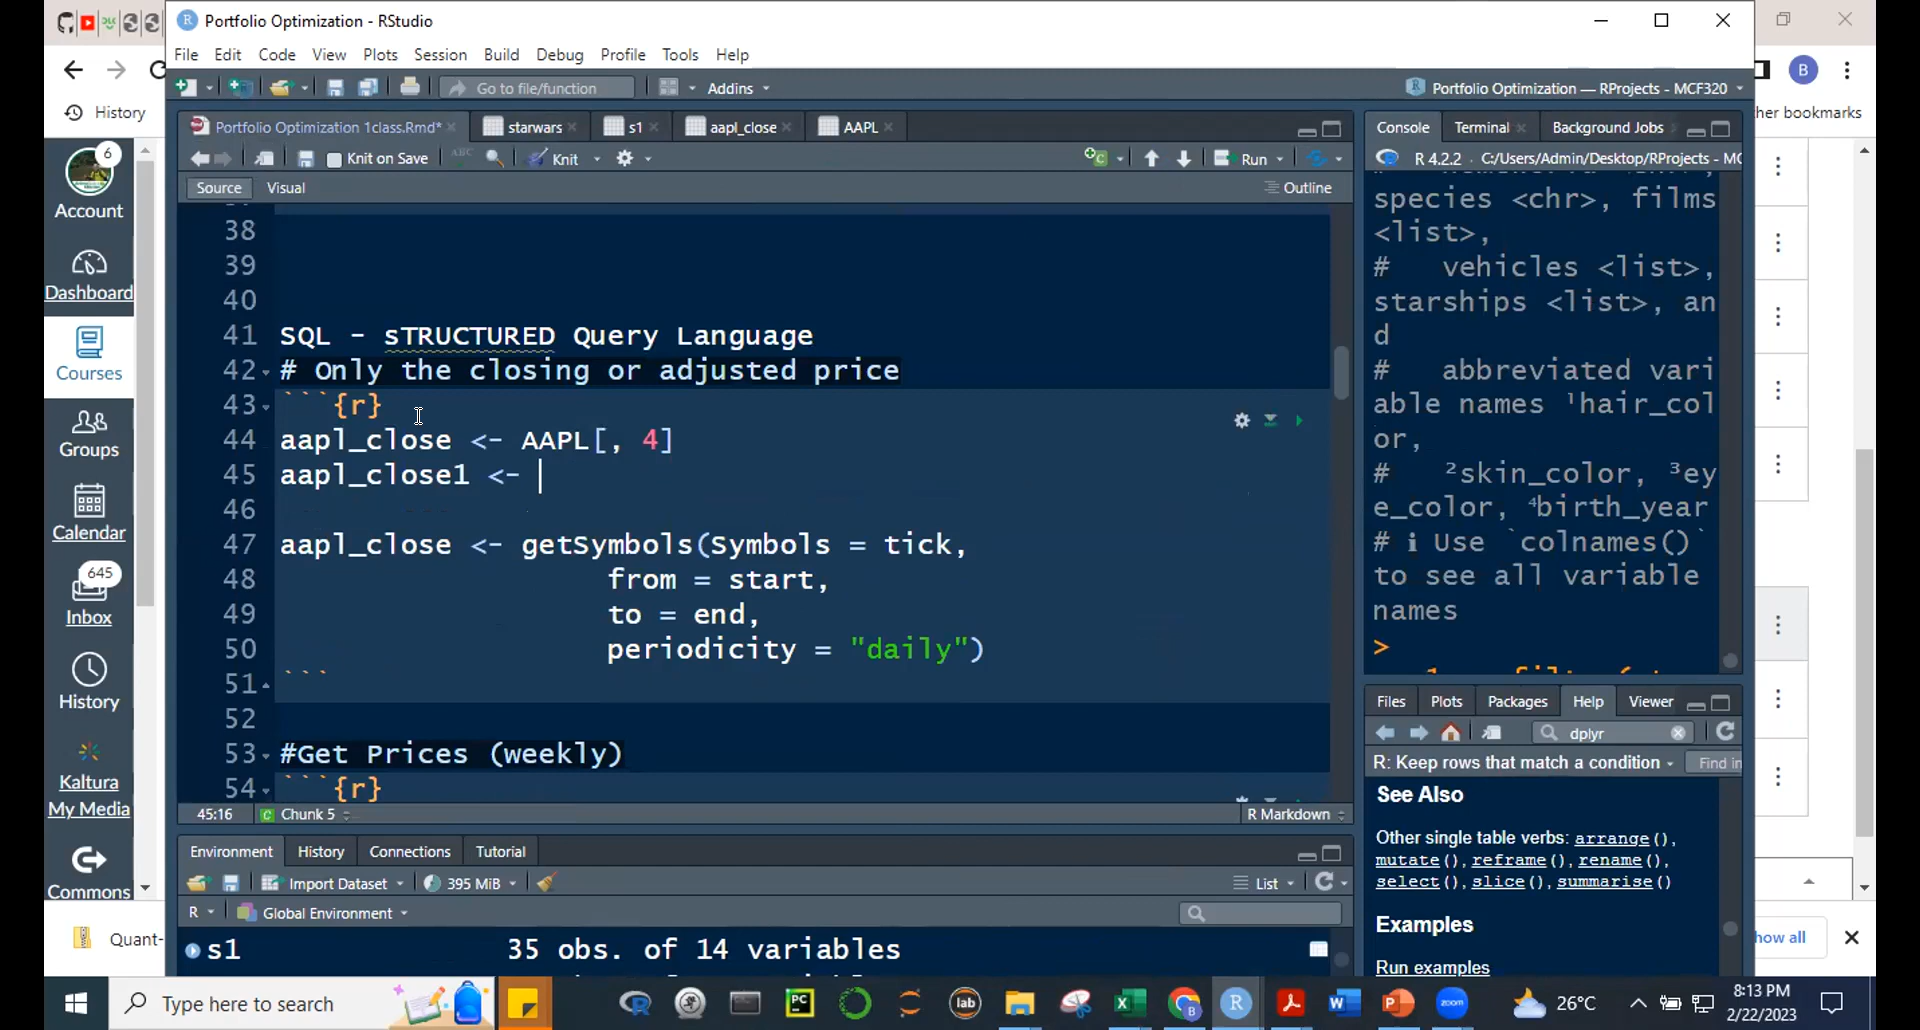 Portfolio Optimization - RStudio
File Edit Code View Plots Session Build Debug Profile Tools Help
Go to file/function Addins Portfolio Optimization — RProjects - MCF320
History
her bookmarks
Portfolio Optimization 1class.Rmd* starwars s1 aapl_close AAPL
Knit on Save ABC Knit Run
Source Visual Outline
38
39
40
41 SQL - sTRUCTURED Query Language
42 # Only the closing or adjusted price
43 ```{r}
44 aapl_close <- AAPL[, 4]
45 aapl_close1 <-
46
47 aapl_close <- getSymbols(Symbols = tick,
48 from = start,
49 to = end,
50 periodicity = "daily")
51 ```
52
53 #Get Prices (weekly)
54 ```{r}
45:16 Chunk 5 R Markdown
Environment History Connections Tutorial
Import Dataset 395 MiB List
R Global Environment
s1 35 obs. of 14 variables
Console Terminal Background Jobs
R 4.2.2 · C:/Users/Admin/Desktop/RProjects - MC
species <chr>, films
<list>,
# vehicles <list>,
starships <list>, an
d
# abbreviated vari
able names ¹hair_col
or,
# ²skin_color, ³ey
e_color, ⁴birth_year
# ℹ Use `colnames()`
to see all variable
names
>
Files Plots Packages Help Viewer
dplyr
R: Keep rows that match a condition Find in
See Also
Other single table verbs: arrange(),
mutate(), reframe(), rename(),
select(), slice(), summarise()
Examples
Run examples
6
Account
Dashboard
Courses
Groups
Calendar
645
Inbox
History
Kaltura
My Media
Commons
Quant-
how all
B
Type here to search
PC
lab
zoom
26°C
8:13 PM
2/22/2023